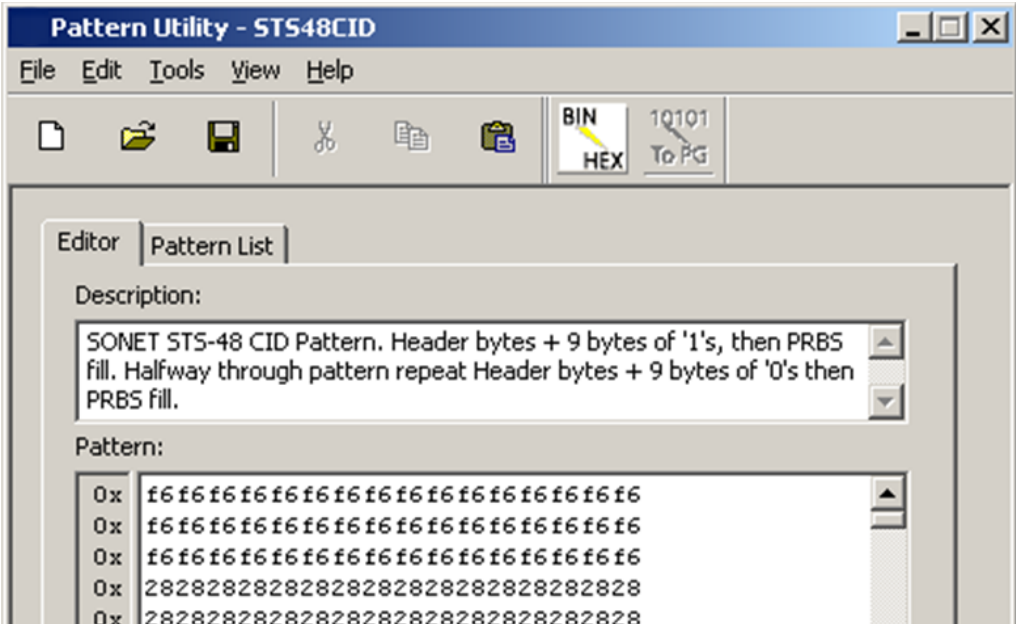 Pattern Utility - STS48CID
File Edit Tools View Help
BIN 10101
HEX To PG
Editor Pattern List
Description:
SONET STS-48 CID Pattern. Header bytes + 9 bytes of '1's, then PRBS
fill. Halfway through pattern repeat Header bytes + 9 bytes of '0's then
PRBS fill.
Pattern:
0x f6f6f6f6f6f6f6f6f6f6f6f6f6f6f6f6
0x f6f6f6f6f6f6f6f6f6f6f6f6f6f6f6f6
0x f6f6f6f6f6f6f6f6f6f6f6f6f6f6f6f6
0x 28282828282828282828282828282828
0x 28282828282828282828282828282828